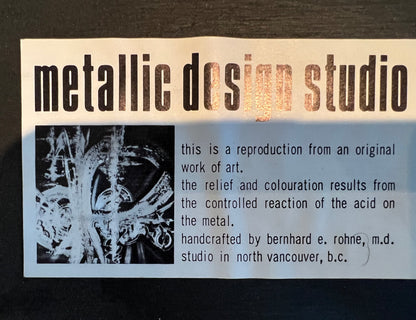 metallic design studio
this is a reproduction from an original
work of art.
the relief and colouration results from
the controlled reaction of the acid on
the metal.
handcrafted by bernhard e. rohne, m.d.
studio in north vancouver, b.c.